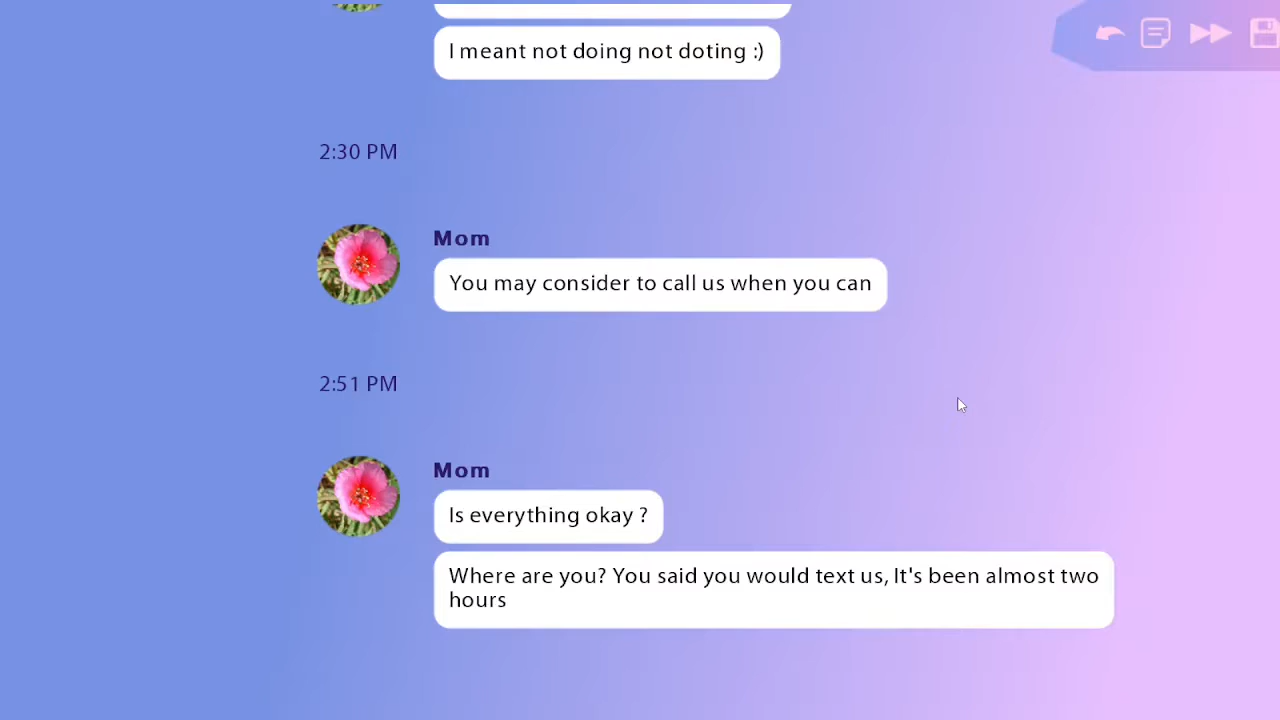 I meant not doing not doting :)
2:30 PM
Mom
You may consider to call us when you can
2:51 PM
Mom
Is everything okay ?
Where are you? You said you would text us, It's been almost two
hours